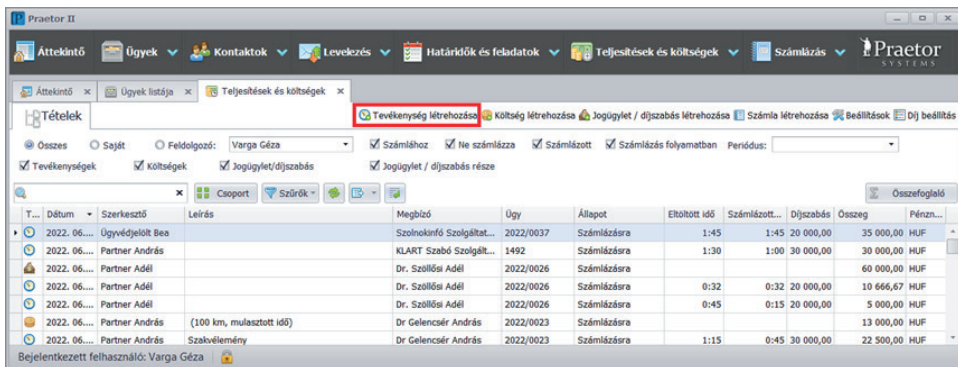 Praetor II
Áttekintő Ügyek Kontaktok Levelezés Határidők és feladatok Teljesítések és költségek Számlázás Praetor SYSTEMS
Áttekintő x Ügyek listája x Teljesítések és költségek x
Tételek Tevékenység létrehozása Költség létrehozása Jogügylet / díjszabás létrehozása Számla létrehozása Beállítások Díj beállítás
Összes Saját Feldolgozó: Varga Géza Számlához Ne számlázza Számlázott Számlázás folyamatban Periódus:
Tevékenységek Költségek Jogügylet/díjszabás Jogügylet / díjszabás része
x Csoport Szűrők Összefoglaló
T... Dátum Szerkesztő Leírás Megbízó Ügy Állapot Eltöltött idő Számlázott... Díjszabás Összeg Pénzn...
2022. 06.... Ügyvédjelölt Bea Szolnokinfó Szolgáltat... 2022/0037 Számlázásra 1:45 1:45 20 000,00 35 000,00 HUF
2022. 06.... Partner András KLART Szabó Szolgált... 1492 Számlázásra 1:30 1:00 30 000,00 30 000,00 HUF
2022. 06.... Partner Adél Dr. Szöllősi Adél 2022/0026 Számlázásra 60 000,00 HUF
2022. 06.... Partner Adél Dr. Szöllősi Adél 2022/0026 Számlázásra 0:32 0:32 20 000,00 10 666,67 HUF
2022. 06.... Partner Adél Dr. Szöllősi Adél 2022/0026 Számlázásra 0:45 0:15 20 000,00 5 000,00 HUF
2022. 06.... Partner András (100 km, mulasztott idő) Dr Gelencsér András 2022/0023 Számlázásra 13 000,00 HUF
2022. 06.... Partner András Szakvélemény Dr Gelencsér András 2022/0023 Számlázásra 1:15 0:45 30 000,00 22 500,00 HUF
Bejelentkezett felhasználó: Varga Géza